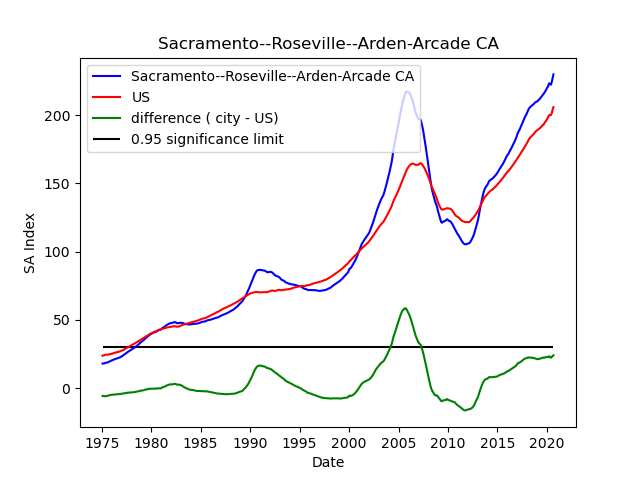 Sacramento--Roseville--Arden-Arcade CA
Sacramento--Roseville--Arden-Arcade CA
US
difference ( city - US)
0.95 significance limit
SA Index
200
150
100
50
0
1975 1980 1985 1990 1995 2000 2005 2010 2015 2020
Date